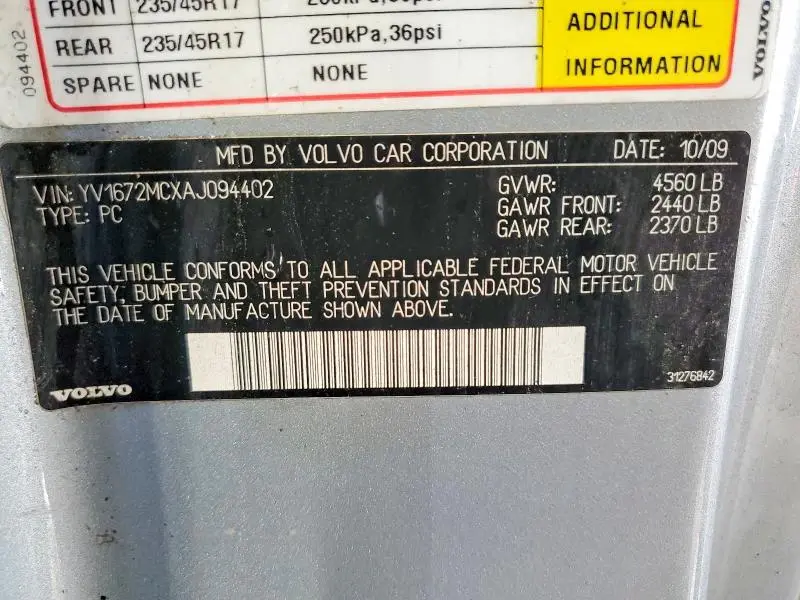 FRONT 235/45R17
REAR 235/45R17 250kPa,36psi
SPARE NONE NONE
ADDITIONAL
INFORMATION
VOLVO
094402
MFD BY VOLVO CAR CORPORATION DATE: 10/09
VIN: YV1672MCXAJ094402 GVWR: 4560 LB
TYPE: PC GAWR FRONT: 2440 LB
GAWR REAR: 2370 LB
THIS VEHICLE CONFORMS TO ALL APPLICABLE FEDERAL MOTOR VEHICLE
SAFETY, BUMPER AND THEFT PREVENTION STANDARDS IN EFFECT ON
THE DATE OF MANUFACTURE SHOWN ABOVE.
VOLVO 31276842